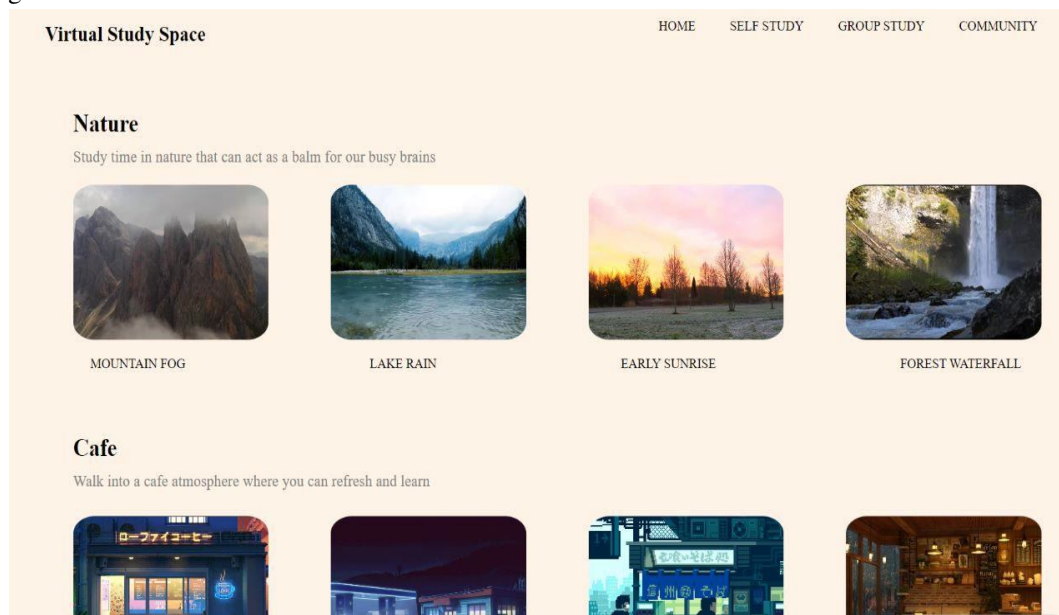 Virtual Study Space
HOME SELF STUDY GROUP STUDY COMMUNITY
Nature
Study time in nature that can act as a balm for our busy brains
MOUNTAIN FOG LAKE RAIN EARLY SUNRISE FOREST WATERFALL
Cafe
Walk into a cafe atmosphere where you can refresh and learn
ローファイコーヒー